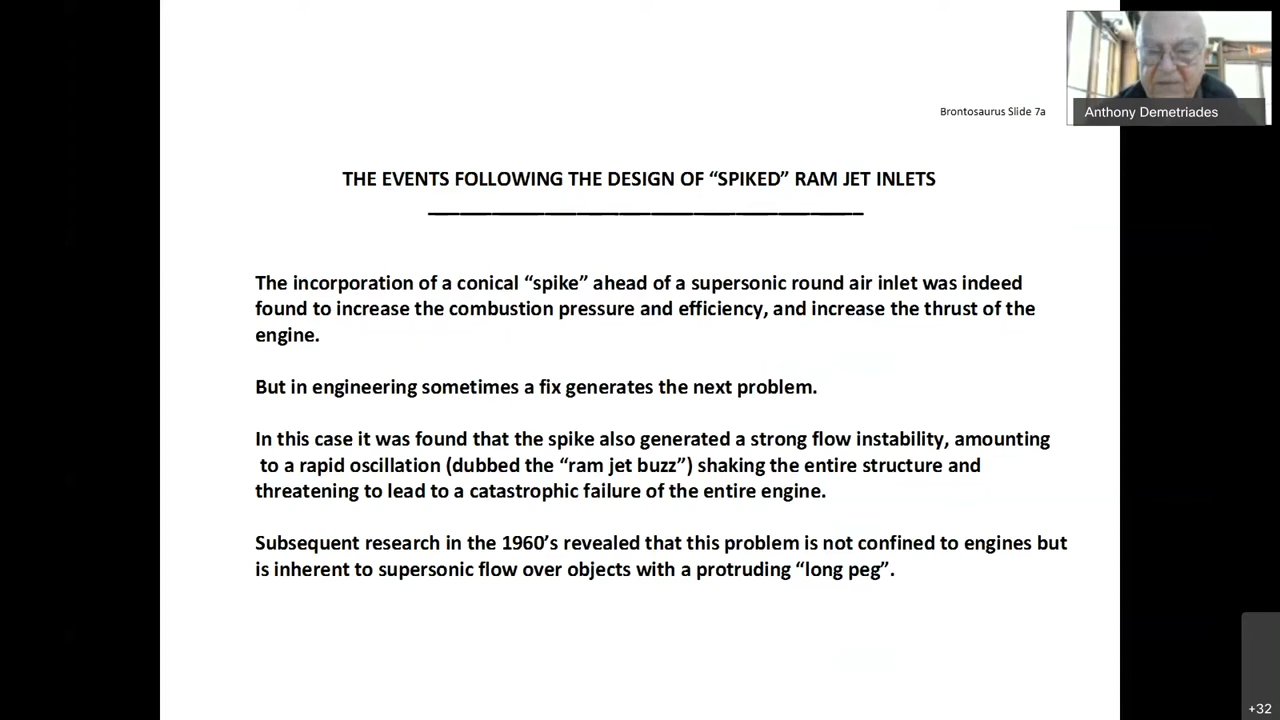 Brontosaurus Slide 7a
Anthony Demetriades
THE EVENTS FOLLOWING THE DESIGN OF “SPIKED” RAM JET INLETS
The incorporation of a conical “spike” ahead of a supersonic round air inlet was indeed
found to increase the combustion pressure and efficiency, and increase the thrust of the
engine.
But in engineering sometimes a fix generates the next problem.
In this case it was found that the spike also generated a strong flow instability, amounting
to a rapid oscillation (dubbed the “ram jet buzz”) shaking the entire structure and
threatening to lead to a catastrophic failure of the entire engine.
Subsequent research in the 1960’s revealed that this problem is not confined to engines but
is inherent to supersonic flow over objects with a protruding “long peg”.
+32